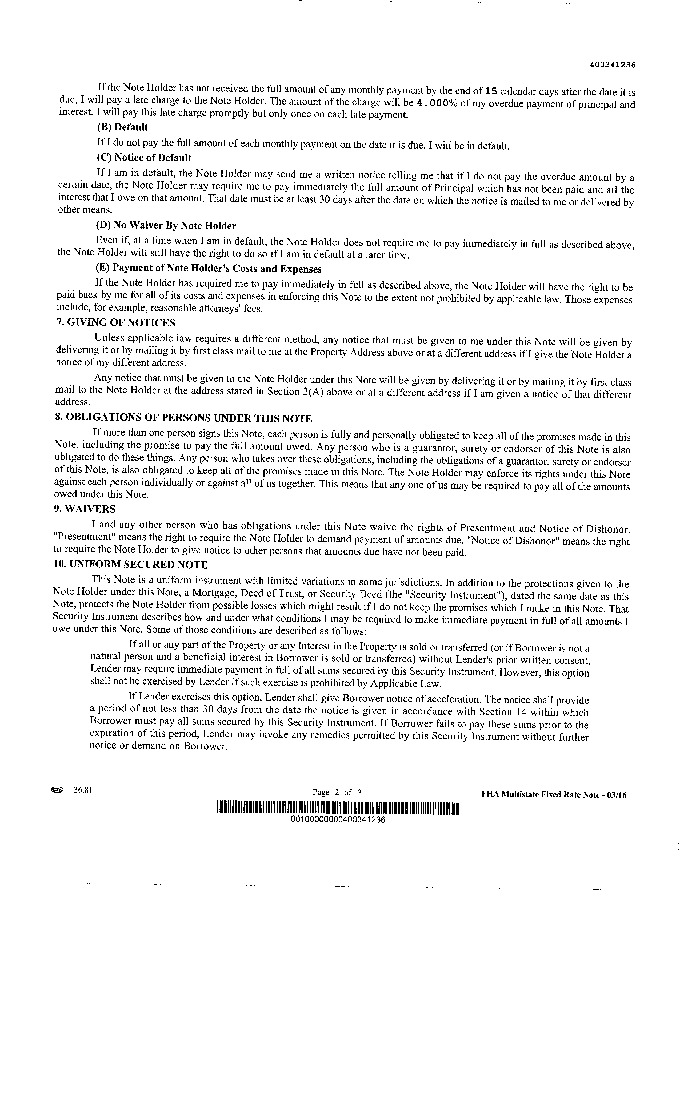 400341236
If the Note Holder has not received the full amount of any monthly payment by the end of 15 calendar days after the date it is
due, I will pay a late charge to the Note Holder. The amount of the charge will be 4.000% of my overdue payment of principal and
interest. I will pay this late charge promptly but only once on each late payment.
(B) Default
If I do not pay the full amount of each monthly payment on the date it is due, I will be in default.
(C) Notice of Default
If I am in default, the Note Holder may send me a written notice telling me that if I do not pay the overdue amount by a
certain date, the Note Holder may require me to pay immediately the full amount of Principal which has not been paid and all the
interest that I owe on that amount. That date must be at least 30 days after the date on which the notice is mailed to me or delivered by
other means.
(D) No Waiver By Note Holder
Even if, at a time when I am in default, the Note Holder does not require me to pay immediately in full as described above,
the Note Holder will still have the right to do so if I am in default at a later time.
(E) Payment of Note Holder's Costs and Expenses
If the Note Holder has required me to pay immediately in full as described above, the Note Holder will have the right to be
paid back by me for all of its costs and expenses in enforcing this Note to the extent not prohibited by applicable law. Those expenses
include, for example, reasonable attorneys' fees.
7. GIVING OF NOTICES
Unless applicable law requires a different method, any notice that must be given to me under this Note will be given by
delivering it or by mailing it by first class mail to me at the Property Address above or at a different address if I give the Note Holder a
notice of my different address.
Any notice that must be given to the Note Holder under this Note will be given by delivering it or by mailing it by first class
mail to the Note Holder at the address stated in Section 3(A) above or at a different address if I am given a notice of that different
address.
8. OBLIGATIONS OF PERSONS UNDER THIS NOTE
If more than one person signs this Note, each person is fully and personally obligated to keep all of the promises made in this
Note, including the promise to pay the full amount owed. Any person who is a guarantor, surety or endorser of this Note is also
obligated to do these things. Any person who takes over these obligations, including the obligations of a guarantor, surety or endorser
of this Note, is also obligated to keep all of the promises made in this Note. The Note Holder may enforce its rights under this Note
against each person individually or against all of us together. This means that any one of us may be required to pay all of the amounts
owed under this Note.
9. WAIVERS
I and any other person who has obligations under this Note waive the rights of Presentment and Notice of Dishonor.
"Presentment" means the right to require the Note Holder to demand payment of amounts due. "Notice of Dishonor" means the right
to require the Note Holder to give notice to other persons that amounts due have not been paid.
10. UNIFORM SECURED NOTE
This Note is a uniform instrument with limited variations in some jurisdictions. In addition to the protections given to the
Note Holder under this Note, a Mortgage, Deed of Trust, or Security Deed (the "Security Instrument"), dated the same date as this
Note, protects the Note Holder from possible losses which might result if I do not keep the promises which I make in this Note. That
Security Instrument describes how and under what conditions I may be required to make immediate payment in full of all amounts I
owe under this Note. Some of those conditions are described as follows:
If all or any part of the Property or any Interest in the Property is sold or transferred (or if Borrower is not a
natural person and a beneficial interest in Borrower is sold or transferred) without Lender's prior written consent,
Lender may require immediate payment in full of all sums secured by this Security Instrument. However, this option
shall not be exercised by Lender if such exercise is prohibited by Applicable Law.
If Lender exercises this option, Lender shall give Borrower notice of acceleration. The notice shall provide
a period of not less than 30 days from the date the notice is given in accordance with Section 14 within which
Borrower must pay all sums secured by this Security Instrument. If Borrower fails to pay these sums prior to the
expiration of this period, Lender may invoke any remedies permitted by this Security Instrument without further
notice or demand on Borrower.
36.81 Page 2 of FHA Multistate Fixed Rate Note - 03/16